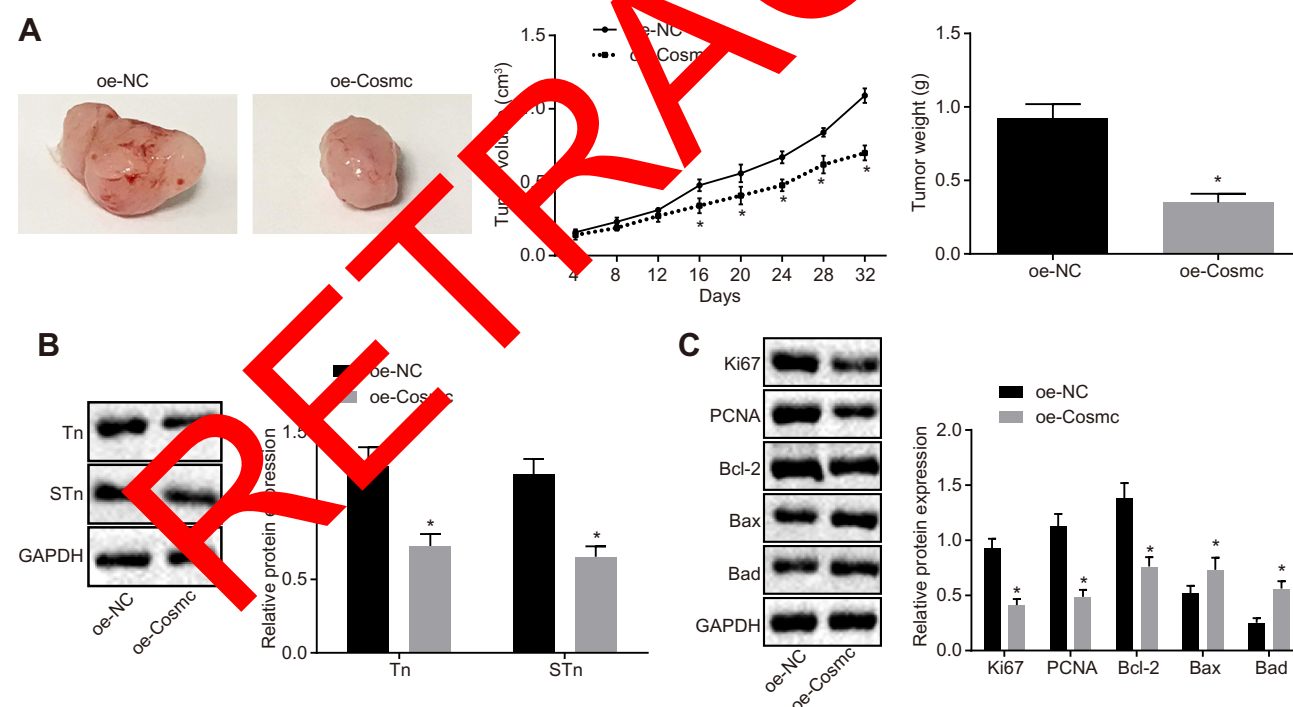 A
oe-NC
oe-Cosmc
Tumor weight (g)
1.5
1.0
0.5
0.0
oe-NC
oe-Cosmc
*
1.5
0.5
0.0
(cm³)
4 8 12 16 20 24 28 32
Days
* * * * *
RETRAC
B
Tn
STn
GAPDH
oe-NC
oe-Cosmc
oe-NC
Relative protein expression
1.5
0.5
0.0
* *
Tn STn
C
Ki67
PCNA
Bcl-2
Bax
Bad
GAPDH
oe-NC
oe-Cosmc
oe-NC
oe-Cosmc
Relative protein expression
2.0
1.5
1.0
0.5
0.0
* * * * *
Ki67 PCNA Bcl-2 Bax Bad